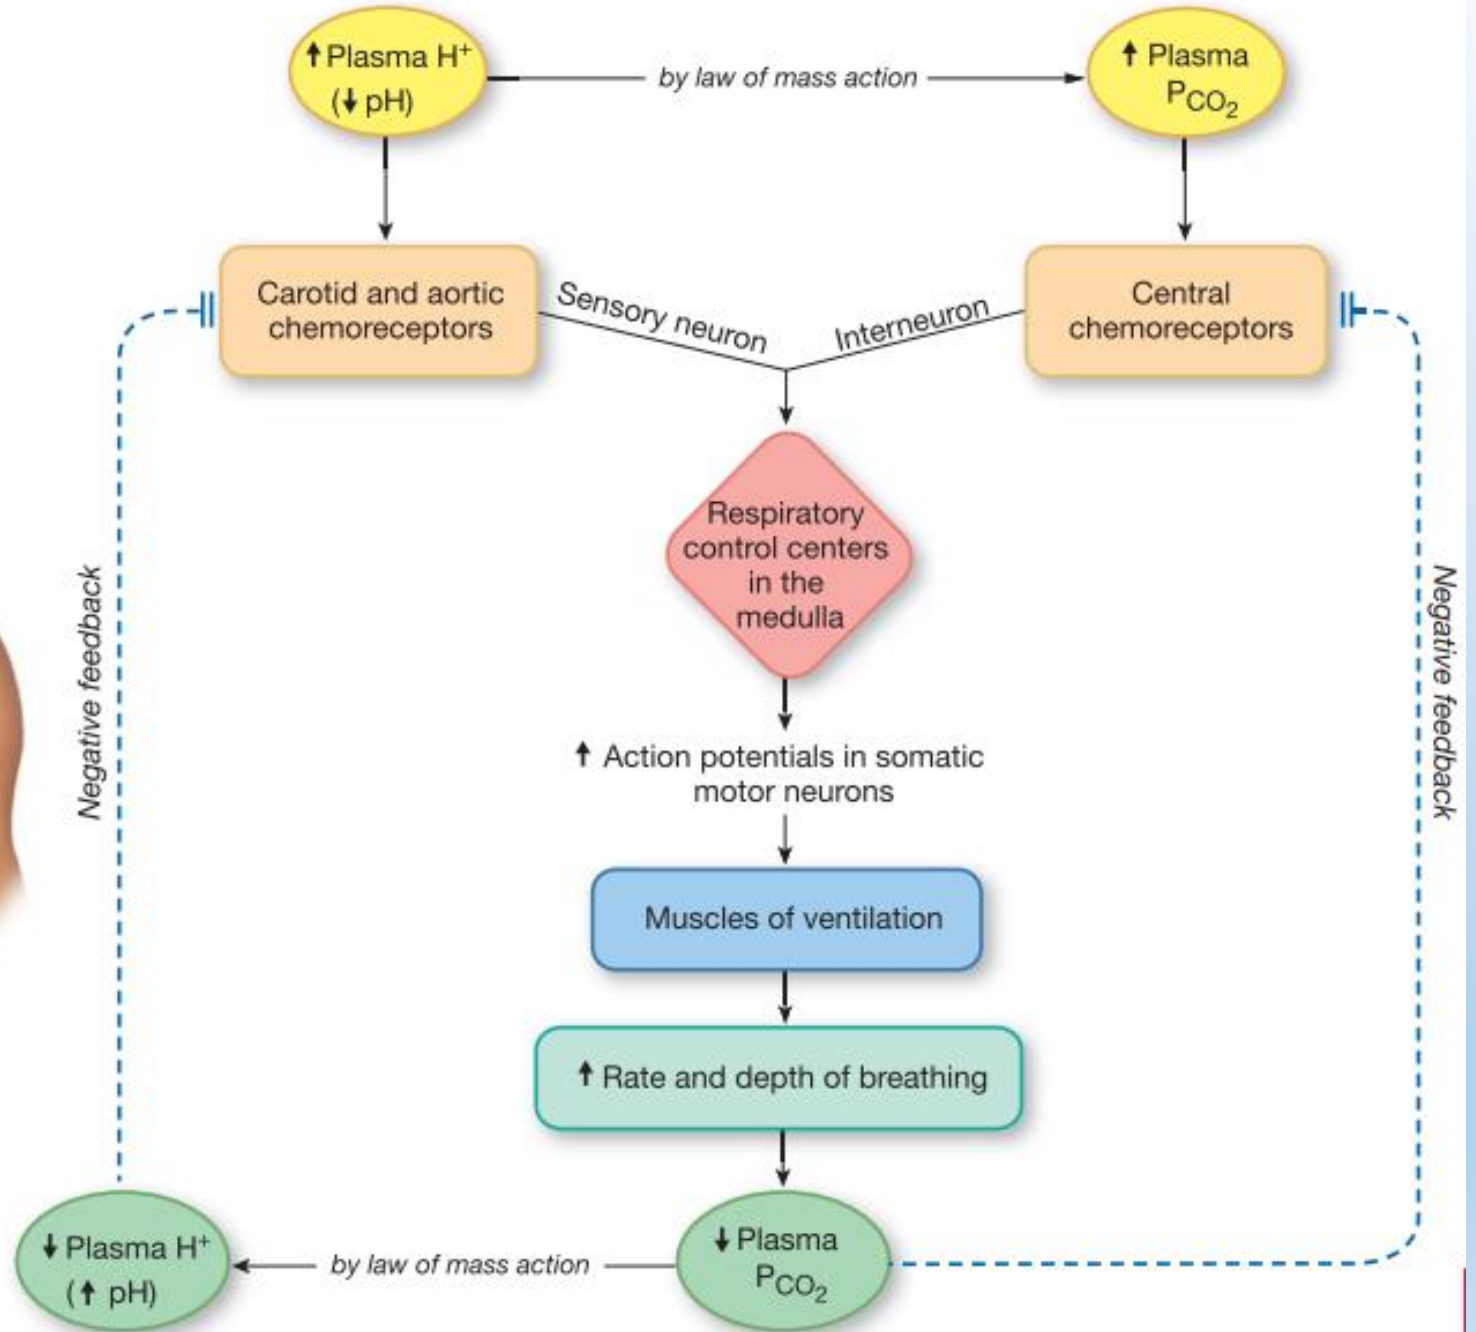 ↑ Plasma H⁺
(↓ pH)
by law of mass action
↑ Plasma
P_CO₂
Carotid and aortic
chemoreceptors
Sensory neuron
Interneuron
Central
chemoreceptors
Respiratory
control centers
in the
medulla
Negative feedback
Negative feedback
↑ Action potentials in somatic
motor neurons
Muscles of ventilation
↑ Rate and depth of breathing
↓ Plasma H⁺
(↑ pH)
by law of mass action
↓ Plasma
P_CO₂